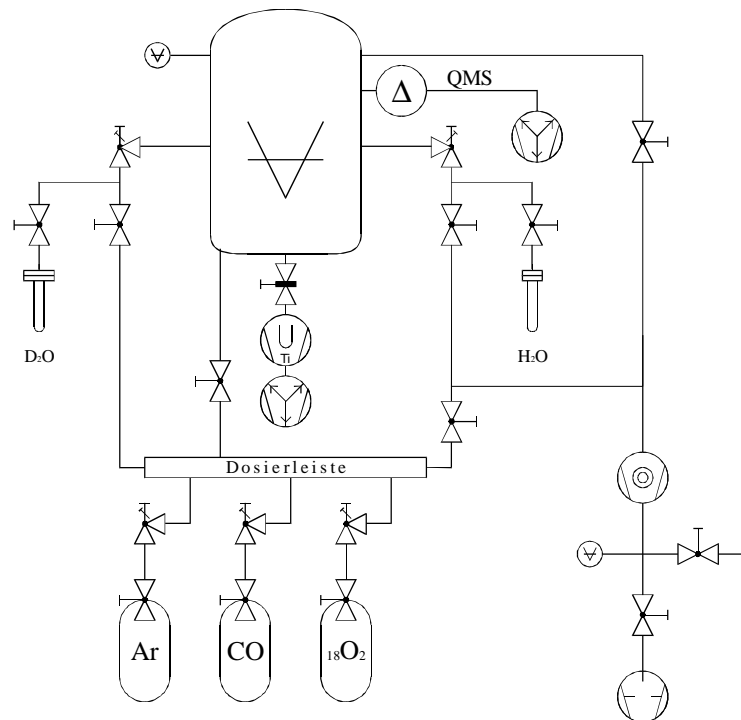 QMS
Δ
D₂O
H₂O
Ti
Dosierleiste
Ar
CO
₁₈O₂